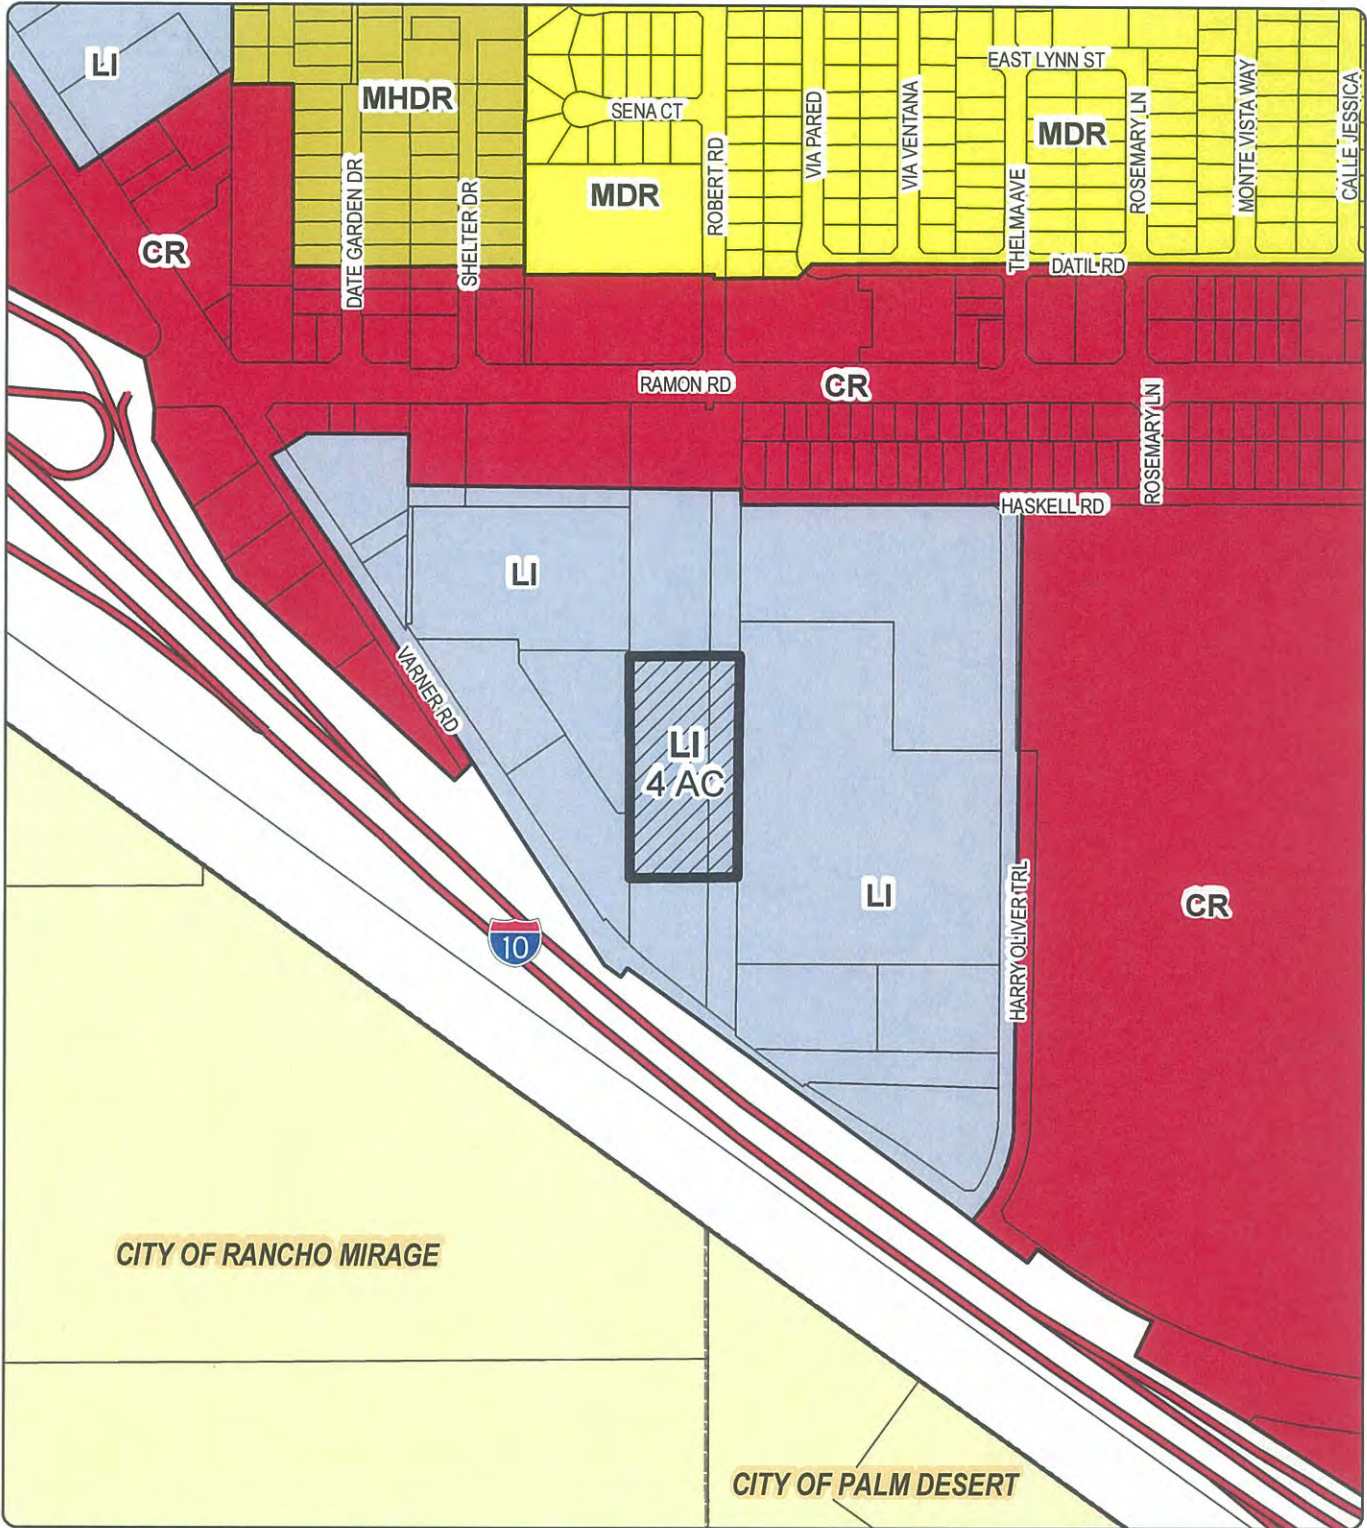 LI
MHDR
EAST LYNN ST
SENA CT
MDR
MDR
ROBERT RD
VIA PARED
VIA VENTANA
THELMA AVE
ROSEMARY LN
MONTE VISTA WAY
CALLE JESSICA
DATE GARDEN DR
SHELTER DR
CR
DATIL RD
RAMON RD
CR
ROSEMARY LN
HASKELL RD
LI
VARNER RD
LI
4 AC
LI
HARRY OLIVER TRL
CR
10
CITY OF RANCHO MIRAGE
CITY OF PALM DESERT